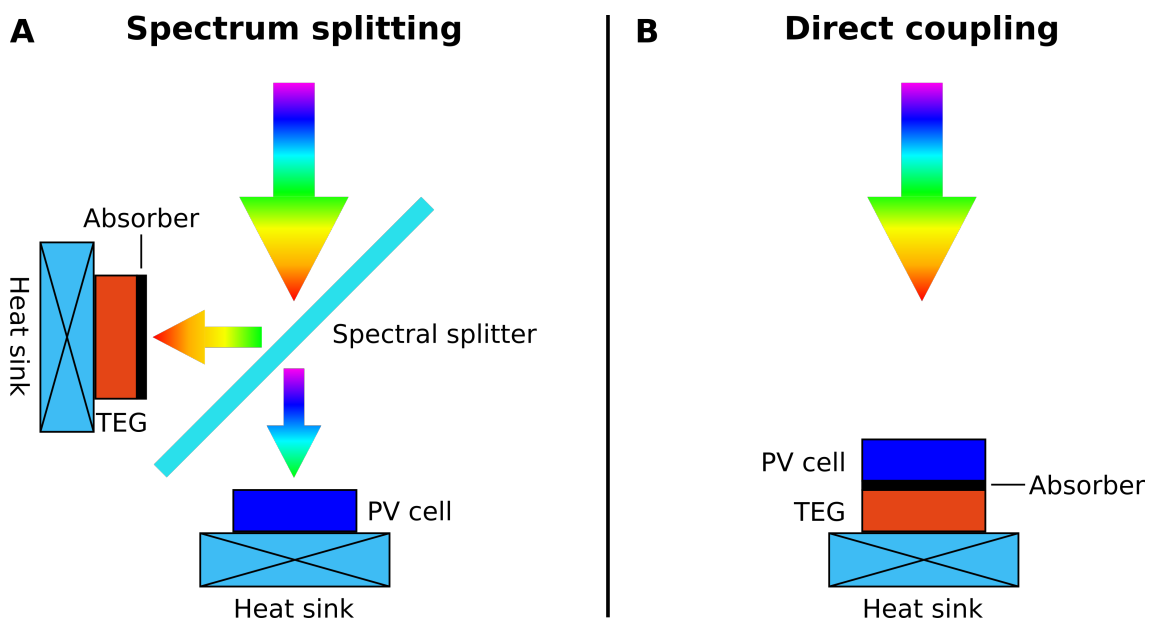 A
Spectrum splitting
Absorber
Heat sink
TEG
Spectral splitter
PV cell
Heat sink
B
Direct coupling
PV cell
Absorber
TEG
Heat sink